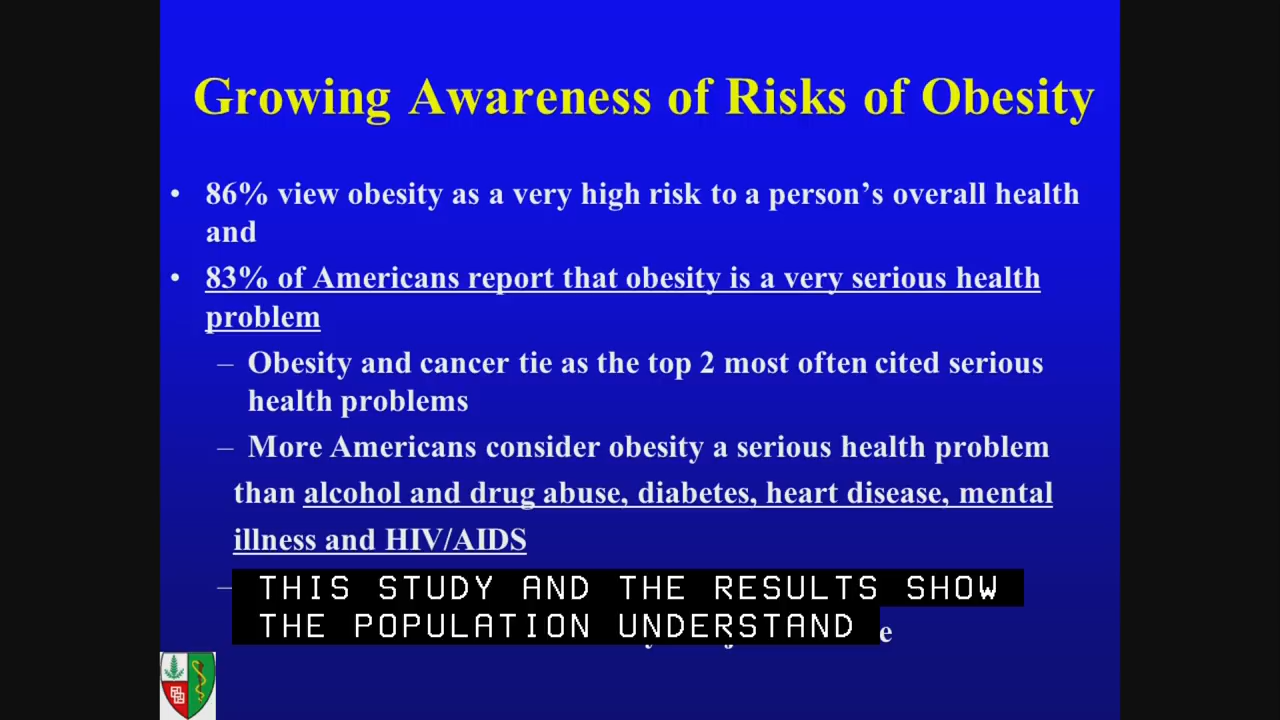 Growing Awareness of Risks of Obesity
• 86% view obesity as a very high risk to a person’s overall health
and
• 83% of Americans report that obesity is a very serious health
problem
– Obesity and cancer tie as the top 2 most often cited serious
health problems
– More Americans consider obesity a serious health problem
than alcohol and drug abuse, diabetes, heart disease, mental
illness and HIV/AIDS
–
THIS STUDY AND THE RESULTS SHOW
THE POPULATION UNDERSTAND